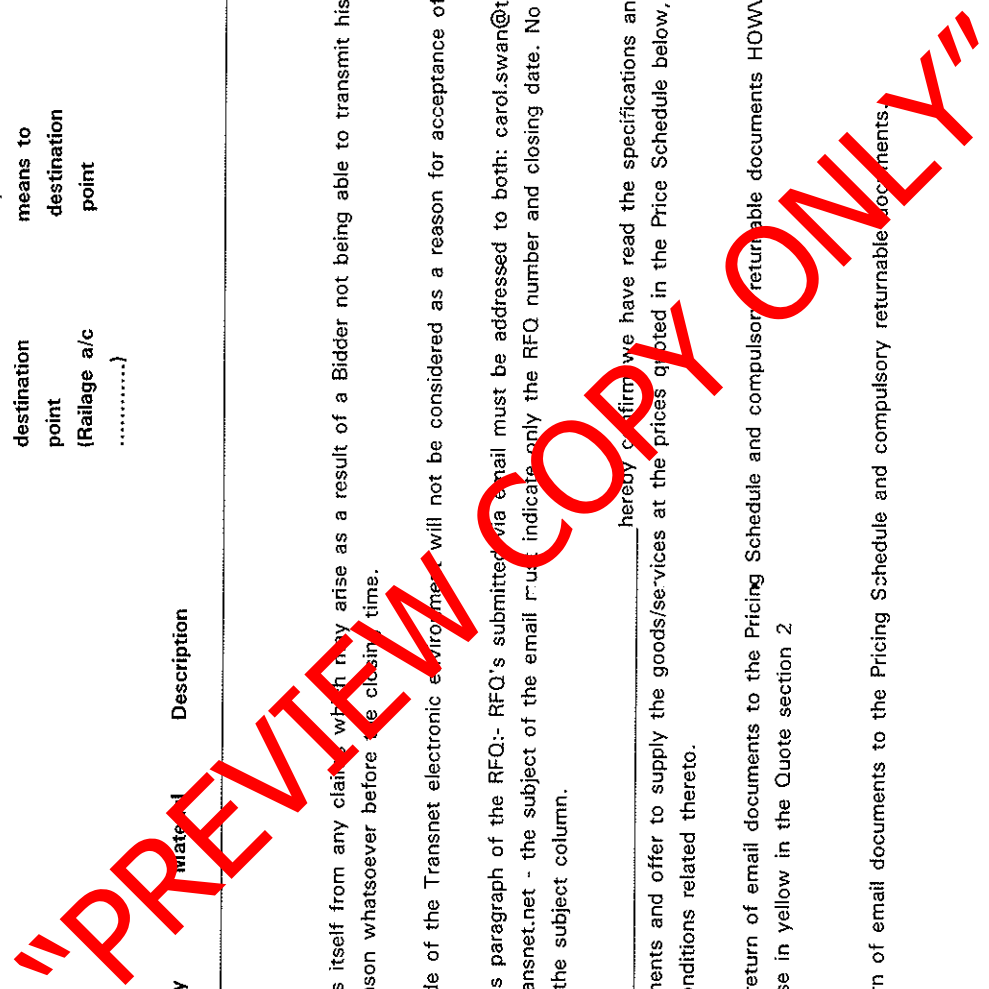 means to
destination
point
destination
point
(Railage a/c
............)
y Material Description
s itself from any claims which may arise as a result of a Bidder not being able to transmit his
ason whatsoever before the closing time.
de of the Transnet electronic environment will not be considered as a reason for acceptance of
s paragraph of the RFQ:- RFQ's submitted via email must be addressed to both: carol.swan@t
ansnet.net - the subject of the email must indicate only the RFQ number and closing date. No
the subject column.
hereby confirm we have read the specifications an
nents and offer to supply the goods/services at the prices quoted in the Price Schedule below,
onditions related thereto.
return of email documents to the Pricing Schedule and compulsory returnable documents HOW
se in yellow in the Quote section 2
rn of email documents to the Pricing Schedule and compulsory returnable documents.
“PREVIEW COPY ONLY”